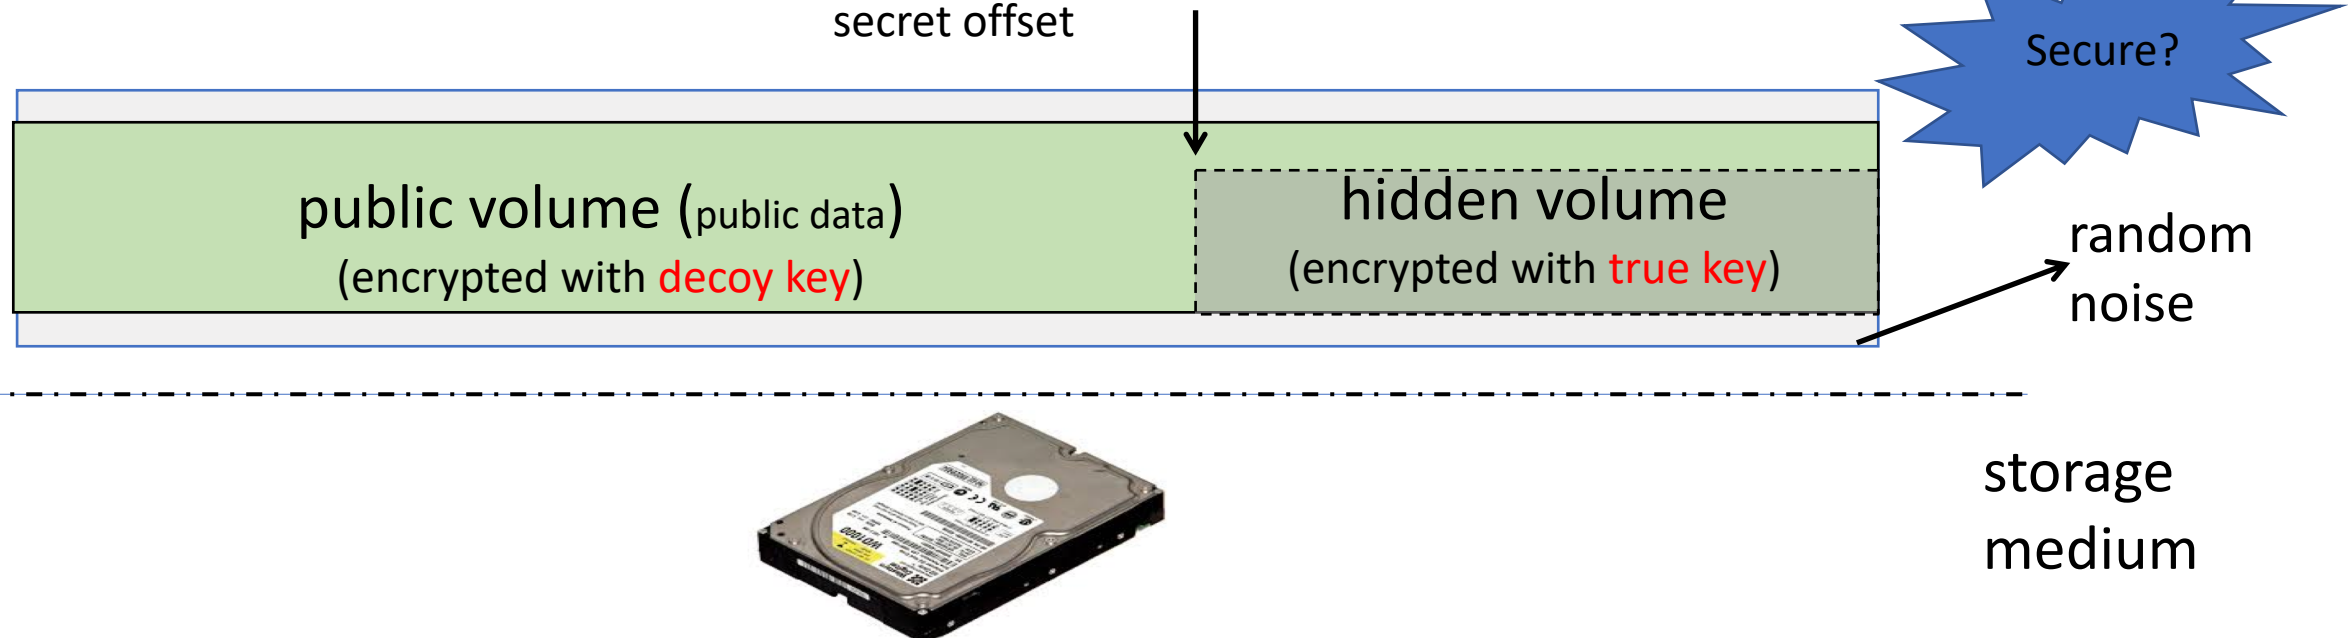 secret offset
Secure?
public volume (public data)
(encrypted with decoy key)
hidden volume
(encrypted with true key)
random
noise
storage
medium
WD1000